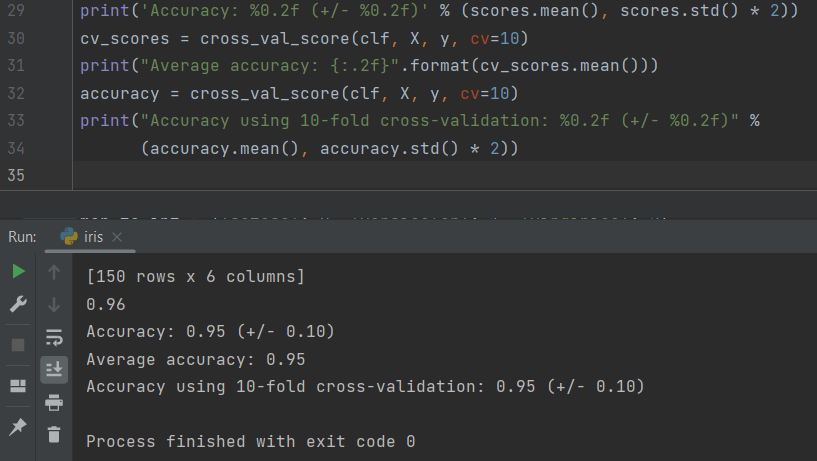 29 print('Accuracy: %0.2f (+/- %0.2f)' % (scores.mean(), scores.std() * 2))
30 cv_scores = cross_val_score(clf, X, y, cv=10)
31 print("Average accuracy: {:.2f}".format(cv_scores.mean()))
32 accuracy = cross_val_score(clf, X, y, cv=10)
33 print("Accuracy using 10-fold cross-validation: %0.2f (+/- %0.2f)" %
34 (accuracy.mean(), accuracy.std() * 2))
35
Run: iris
[150 rows x 6 columns]
0.96
Accuracy: 0.95 (+/- 0.10)
Average accuracy: 0.95
Accuracy using 10-fold cross-validation: 0.95 (+/- 0.10)
Process finished with exit code 0